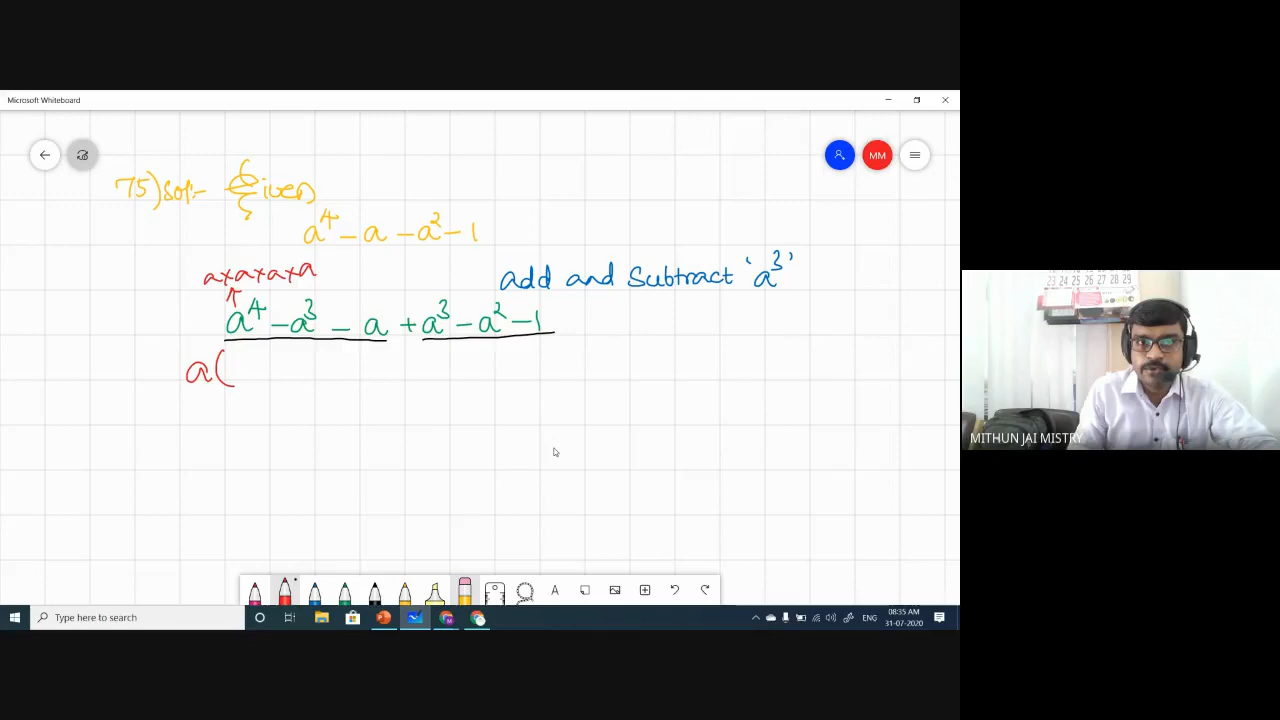 Microsoft Whiteboard
MM
75) Sol:- Given
a⁴ - a - a² - 1
a×a×a×a
add and subtract 'a³'
a⁴ - a³ - a + a³ - a² - 1
a(
MITHUN JAI MISTRY
Type here to search
ENG
08:35 AM
31-07-2020